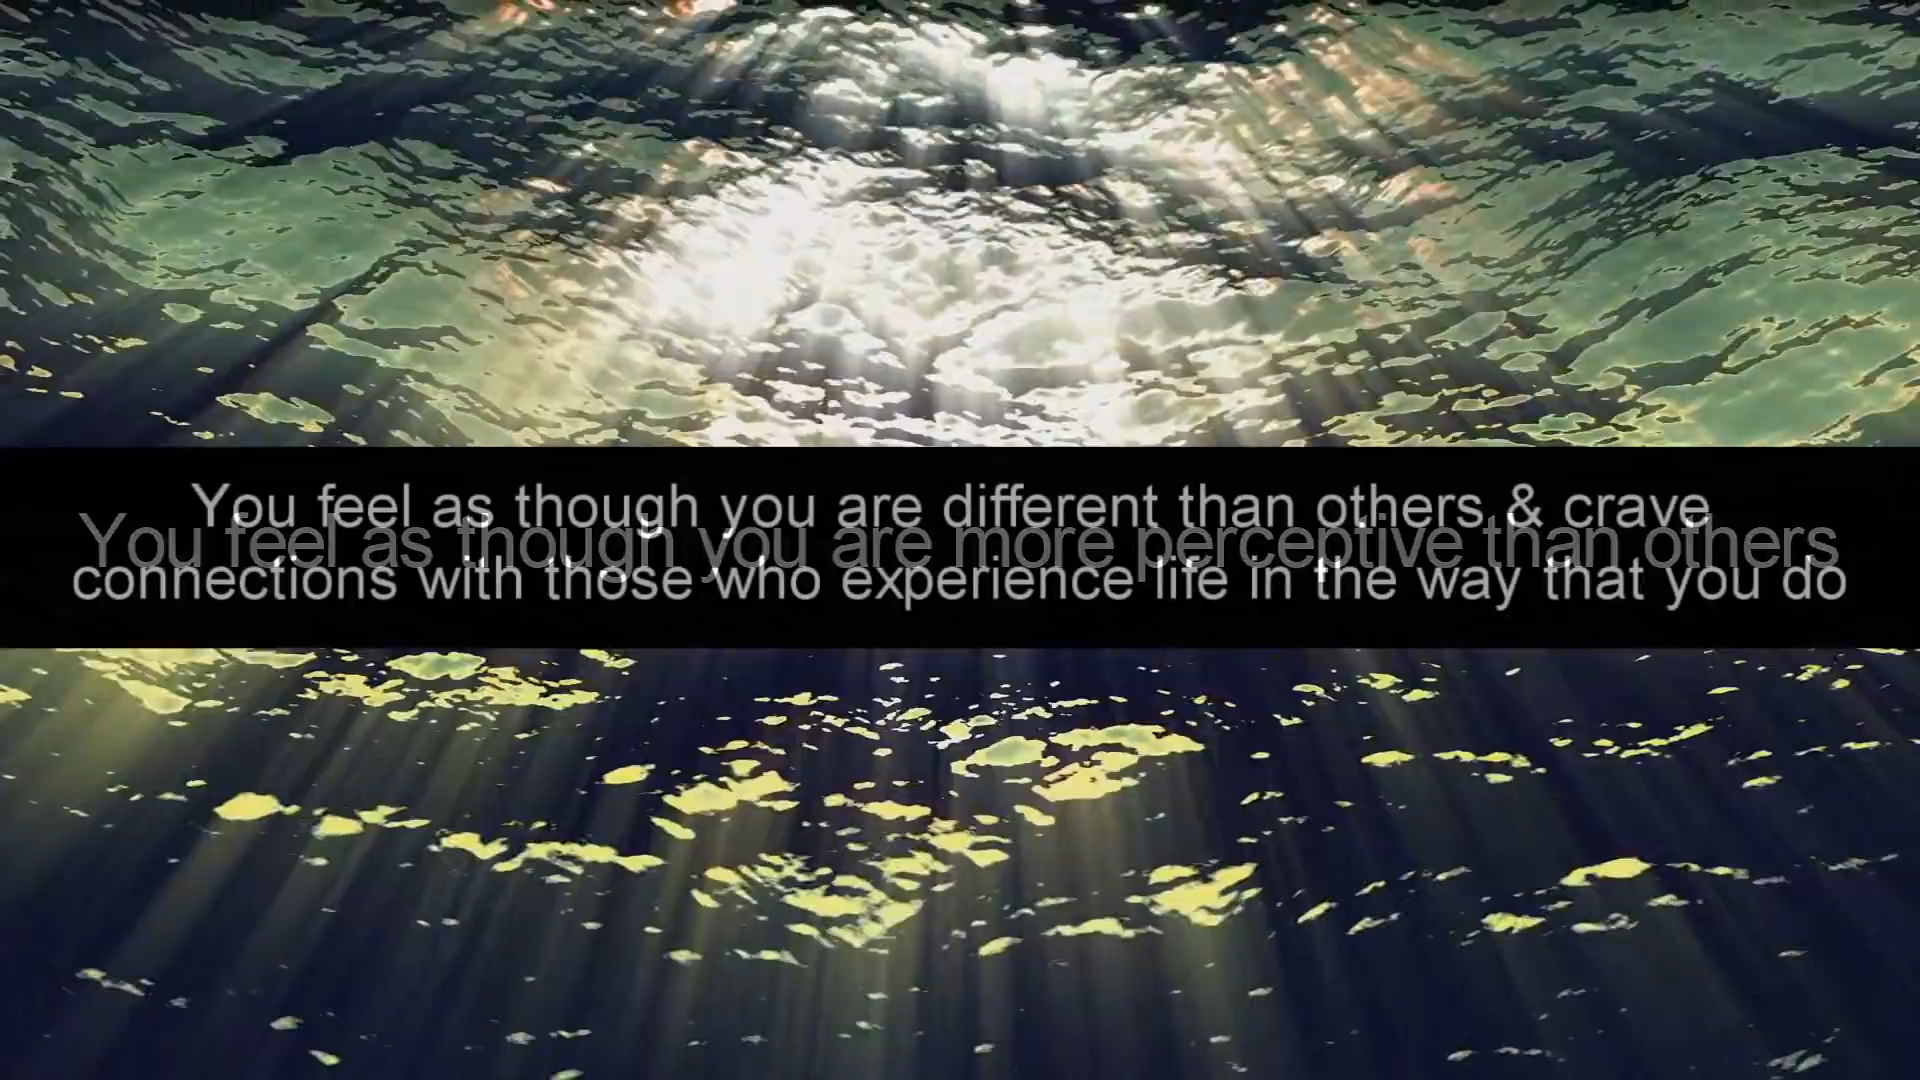 You feel as though you are different than others & crave
You feel as though you are more perceptive than others
connections with those who experience life in the way that you do